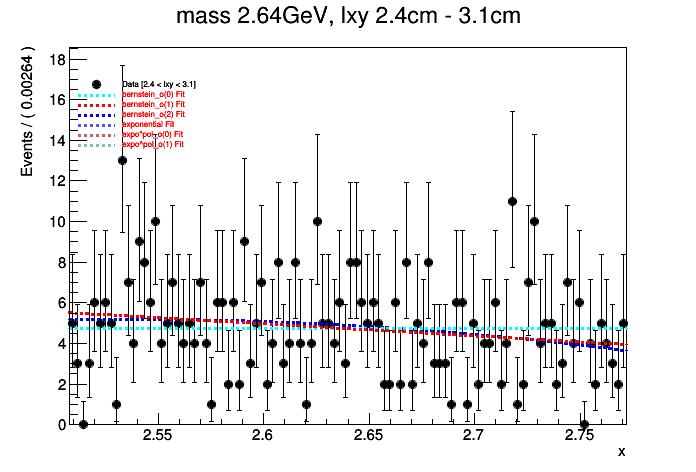 mass 2.64GeV, lxy 2.4cm - 3.1cm
Events / ( 0.00264 )
18
16
14
12
10
8
6
4
2
0
Data [2.4 < lxy < 3.1]
bernstein_o(0) Fit
bernstein_o(1) Fit
bernstein_o(2) Fit
exponential Fit
expo*pol_o(0) Fit
expo*pol_o(1) Fit
2.55 2.6 2.65 2.7 2.75
x